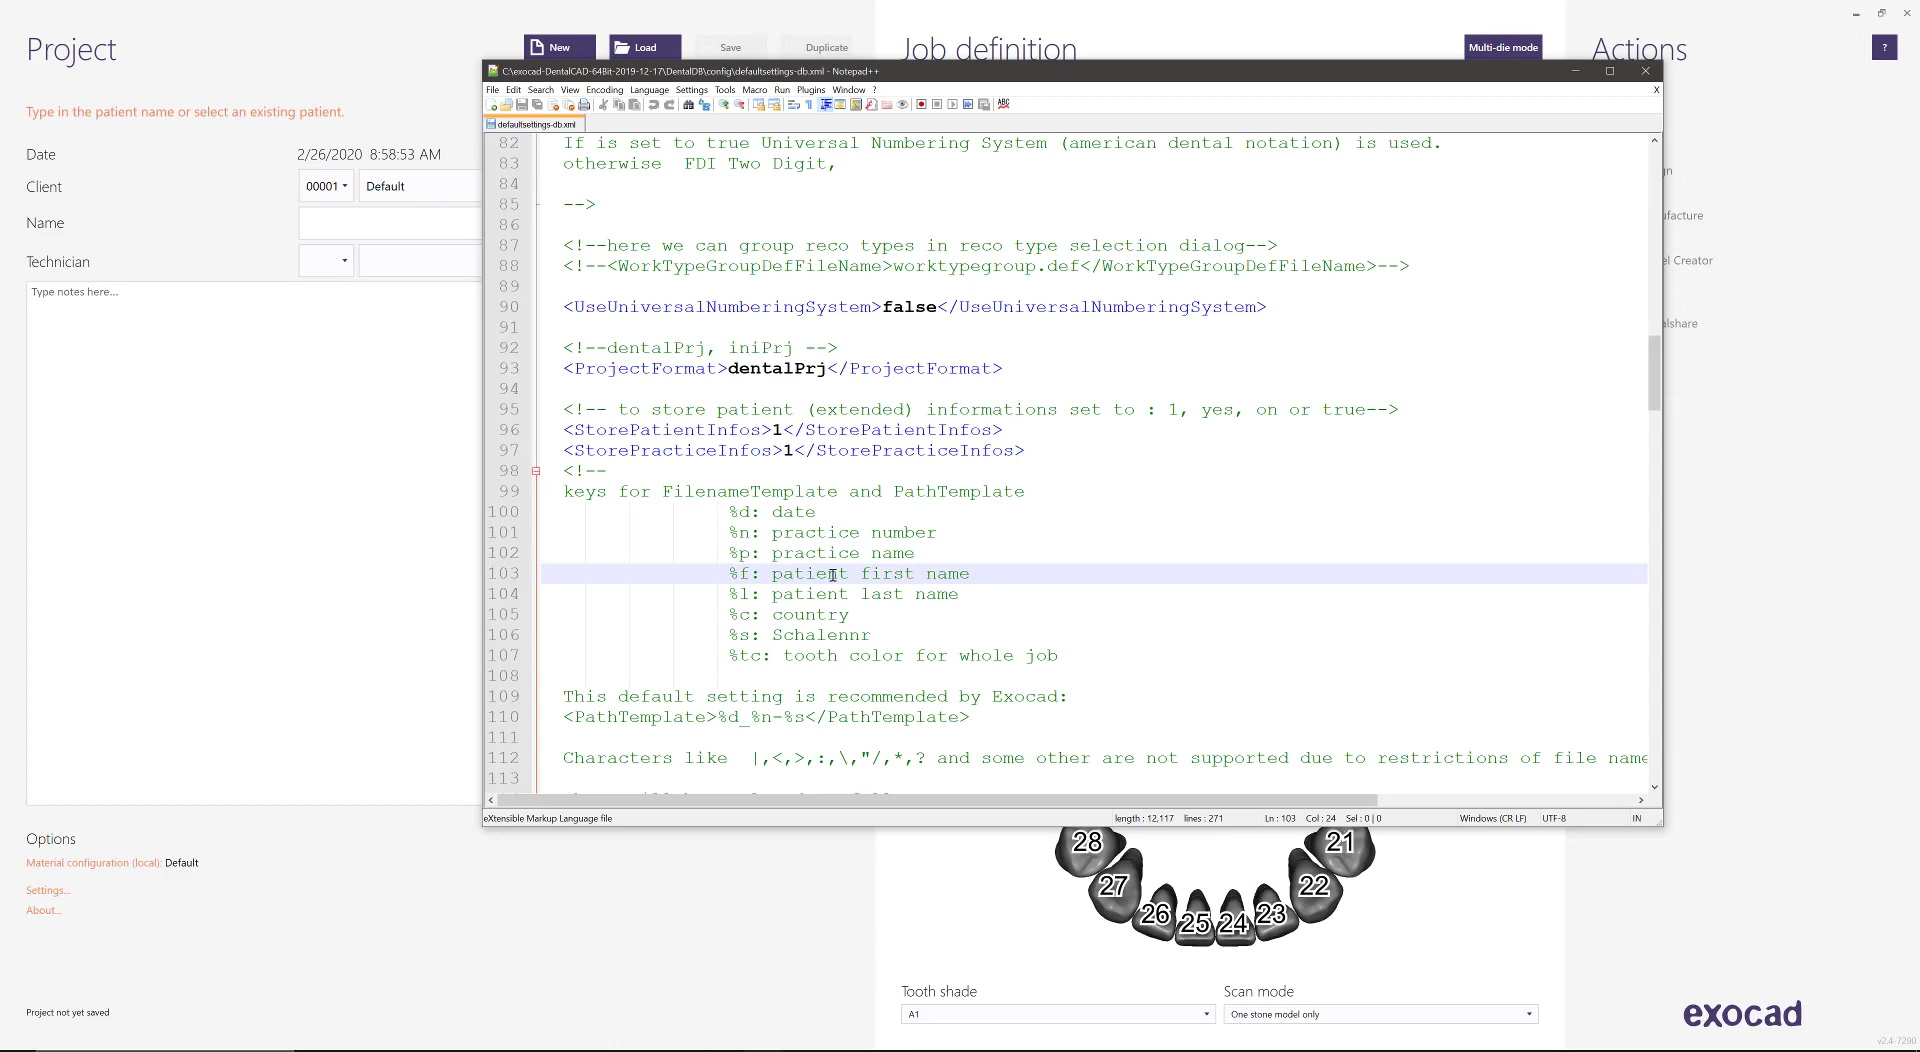 Project
New
Load
Save
Duplicate
Job definition
Multi-die mode
Actions
?
Type in the patient name or select an existing patient.
Date
2/26/2020 8:58:53 AM
Client
00001
Default
Name
Technician
Type notes here...
C:\exocad-DentalCAD-64Bit-2019-12-17\DentalDB\config\defaultsettings-db.xml - Notepad++
File Edit Search View Encoding Language Settings Tools Macro Run Plugins Window ?
X
ABC
defaultsettings-db.xml
82 If is set to true Universal Numbering System (american dental notation) is used.
83 otherwise FDI Two Digit,
84
85 -->
86
87 <!--here we can group reco types in reco type selection dialog-->
88 <!--<WorkTypeGroupDefFileName>worktypegroup.def</WorkTypeGroupDefFileName>-->
89
90 <UseUniversalNumberingSystem>false</UseUniversalNumberingSystem>
91
92 <!--dentalPrj, iniPrj -->
93 <ProjectFormat>dentalPrj</ProjectFormat>
94
95 <!-- to store patient (extended) informations set to : 1, yes, on or true-->
96 <StorePatientInfos>1</StorePatientInfos>
97 <StorePracticeInfos>1</StorePracticeInfos>
98 <!--
99 keys for FilenameTemplate and PathTemplate
100 %d: date
101 %n: practice number
102 %p: practice name
103 %f: patient first name
104 %l: patient last name
105 %c: country
106 %s: Schalennr
107 %tc: tooth color for whole job
108
109 This default setting is recommended by Exocad:
110 <PathTemplate>%d_%n-%s</PathTemplate>
111
112 Characters like |,<,>,:,\,"/,*,? and some other are not supported due to restrictions of file name
113
eXtensible Markup Language file
length : 12,117 lines : 271
Ln : 103 Col : 24 Sel : 0 | 0
Windows (CR LF)
UTF-8
IN
gn
ufacture
el Creator
alshare
Options
Material configuration (local): Default
Settings...
About...
28
21
27
22
26
25
24
23
Tooth shade
A1
Scan mode
One stone model only
Project not yet saved
exocad
v2.4-7290